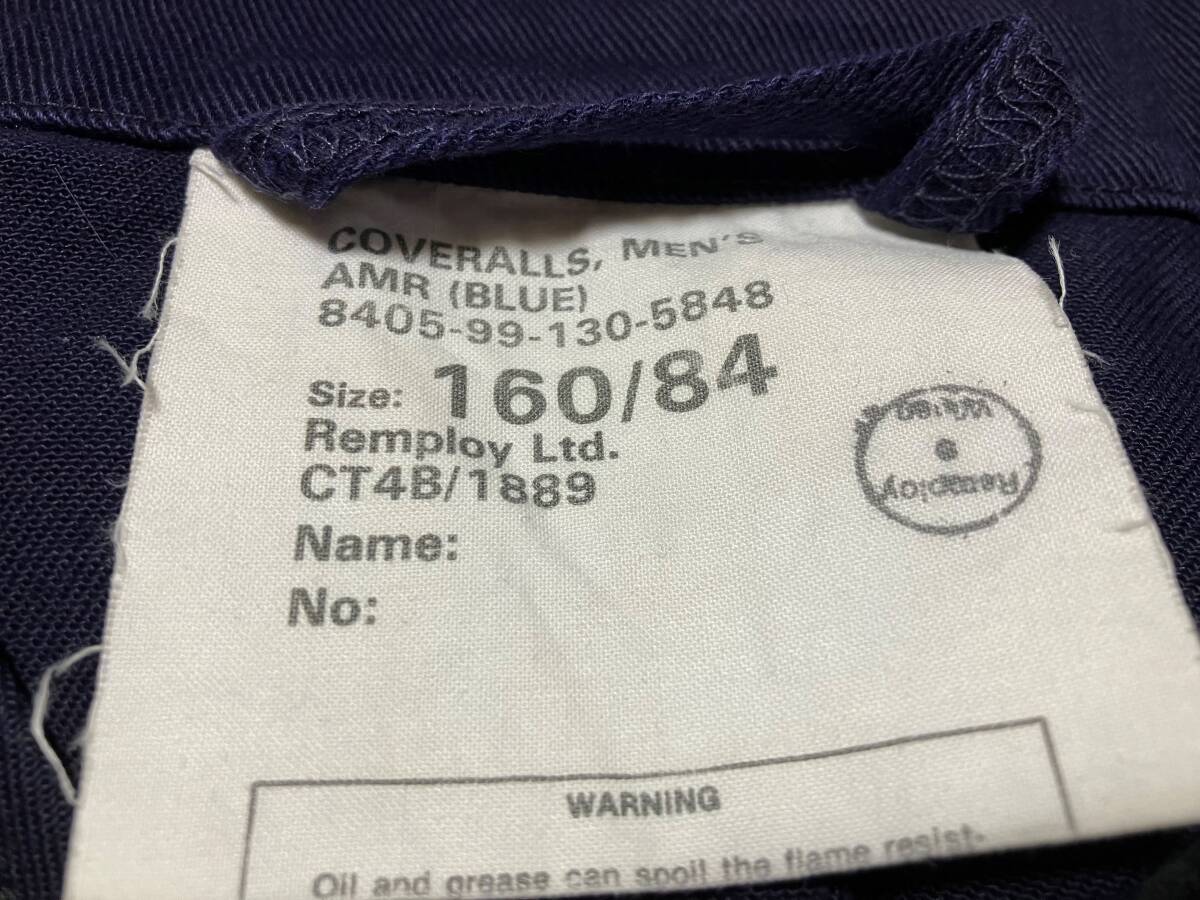 COVERALLS, MEN'S
AMR (BLUE)
8405-99-130-5848
Size: 160/84
Remploy Ltd.
CT4B/1889
Name:
No:
Remploy
WARNING
Oil and grease can spoil the flame resist-